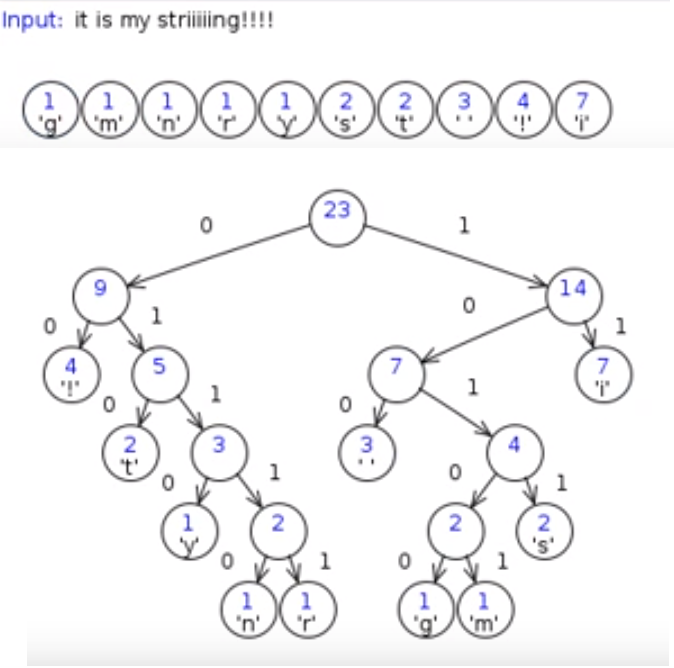 Input: it is my striiiiing!!!!
1 1 1 1 1 2 2 3 4 7
'g' 'm' 'n' 'r' 'y' 's' 't' ' ' '!' 'i'
23
0 1
9 14
0 1 0 1
4 5 7 7
'!' 'i'
0 1 0 1
2 3 3 4
't' ' '
0 1 0 1
1 2 2 2
'y' 's'
0 1 0 1
1 1 1 1
'n' 'r' 'g' 'm'